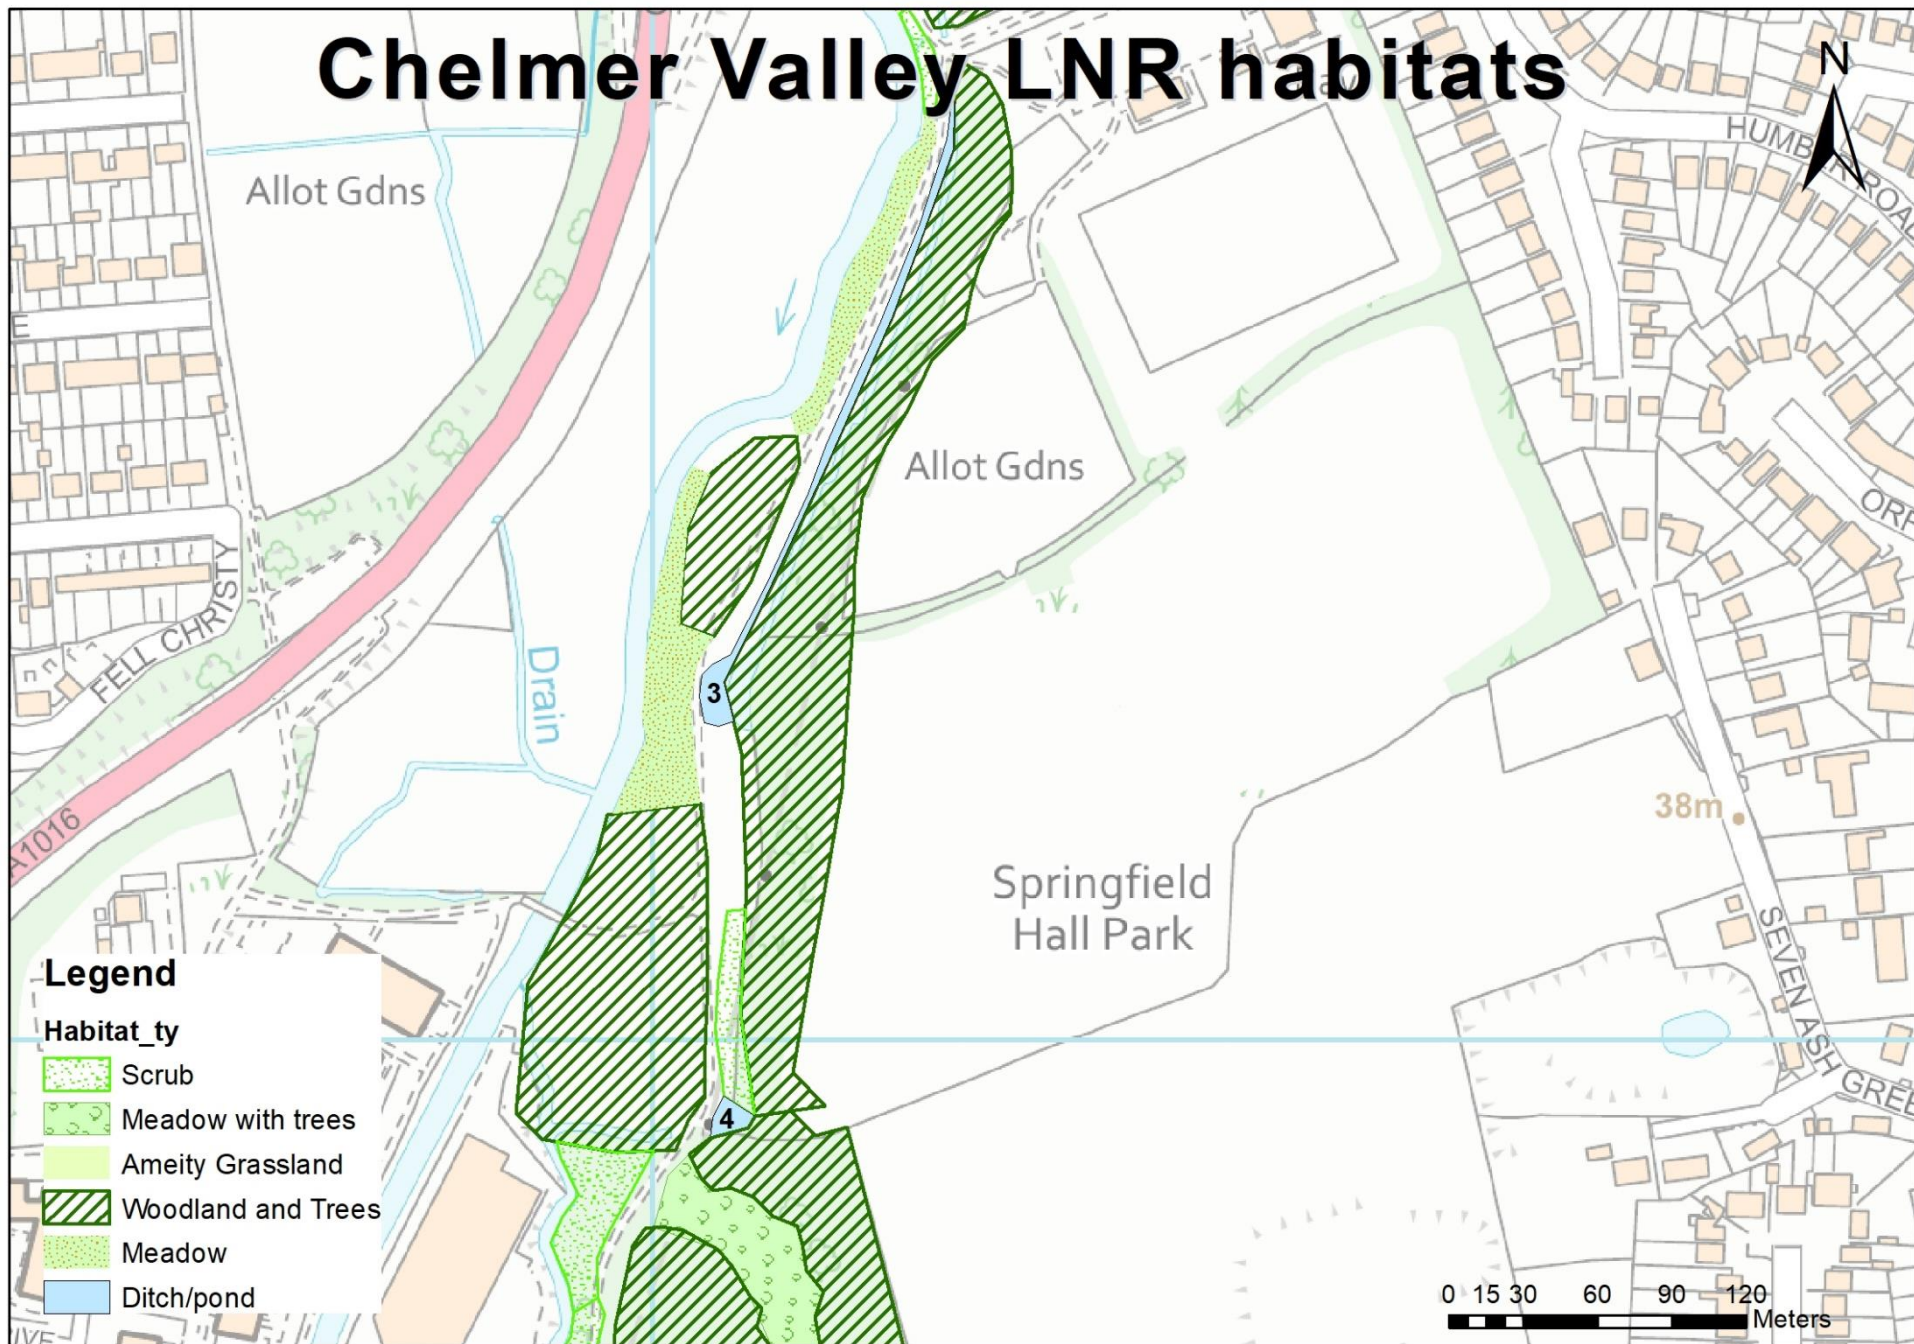 Chelmer Valley LNR habitats
N
HUMBER ROAD
Allot Gdns
E
Allot Gdns
FELL CHRISTY
Drain
3
38m
A1016
Springfield
Hall Park
SEVEN ASH GREE
4
Legend
Habitat_ty
Scrub
Meadow with trees
Ameity Grassland
Woodland and Trees
Meadow
Ditch/pond
0 15 30 60 90 120
Meters